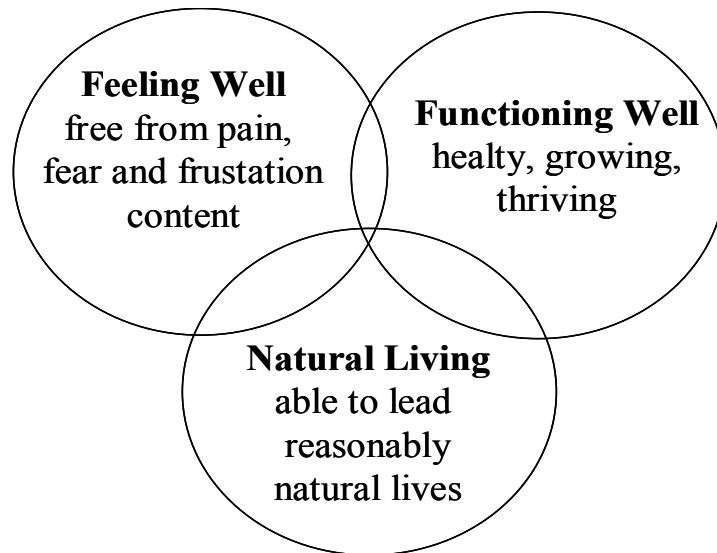 Feeling Well
free from pain,
fear and frustation
content
Functioning Well
healty, growing,
thriving
Natural Living
able to lead
reasonably
natural lives